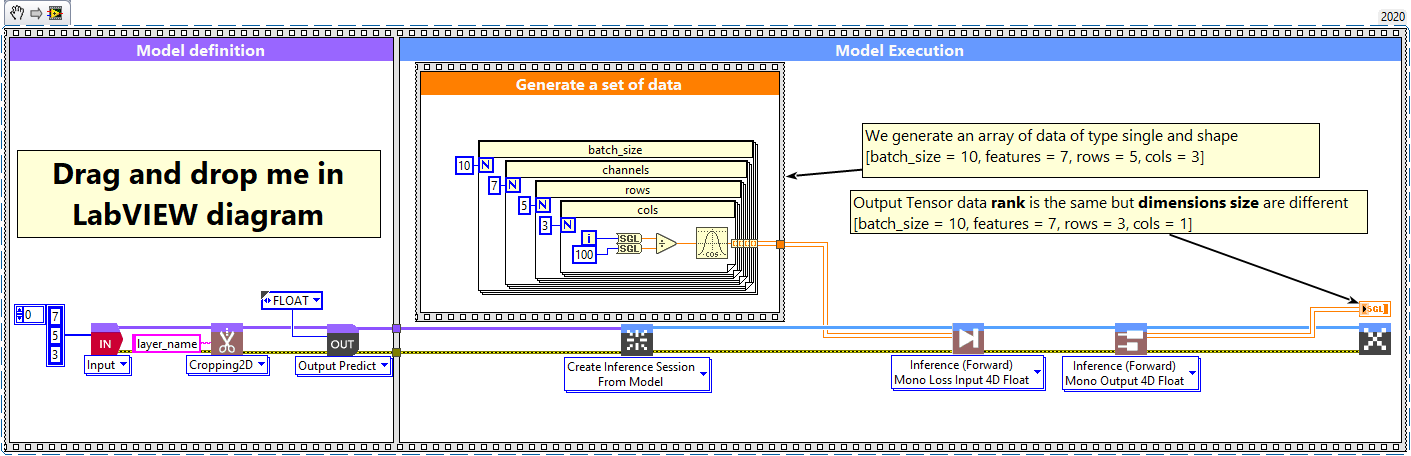 2020
Model definition
Model Execution
Generate a set of data
Drag and drop me in
LabVIEW diagram
batch_size
10
N
channels
7
N
rows
5
N
cols
3
N
i
100
SGL
SGL
÷
COS
We generate an array of data of type single and shape
[batch_size = 10, features = 7, rows = 5, cols = 3]
Output Tensor data rank is the same but dimensions size are different
[batch_size = 10, features = 7, rows = 3, cols = 1]
FLOAT
0
7
5
3
IN
layer_name
OUT
SGL
Input
Cropping2D
Output Predict
Create Inference Session
From Model
Inference (Forward)
Mono Loss Input 4D Float
Inference (Forward)
Mono Output 4D Float